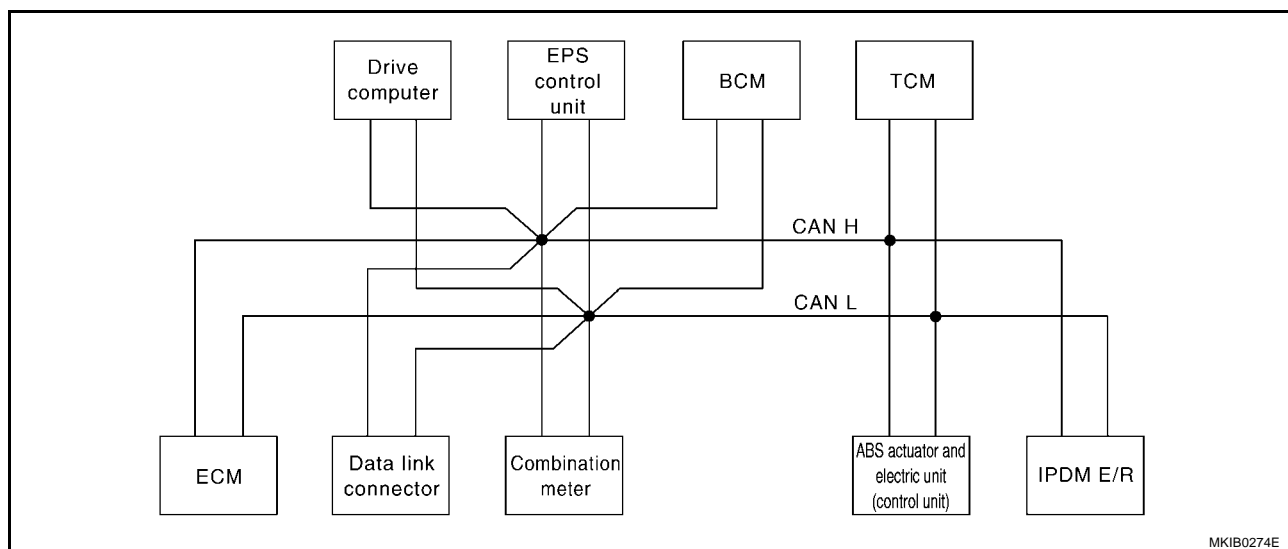 Drive
computer
EPS
control
unit
BCM
TCM
CAN H
CAN L
ECM
Data link
connector
Combination
meter
ABS actuator and
electric unit
(control unit)
IPDM E/R
MKIB0274E